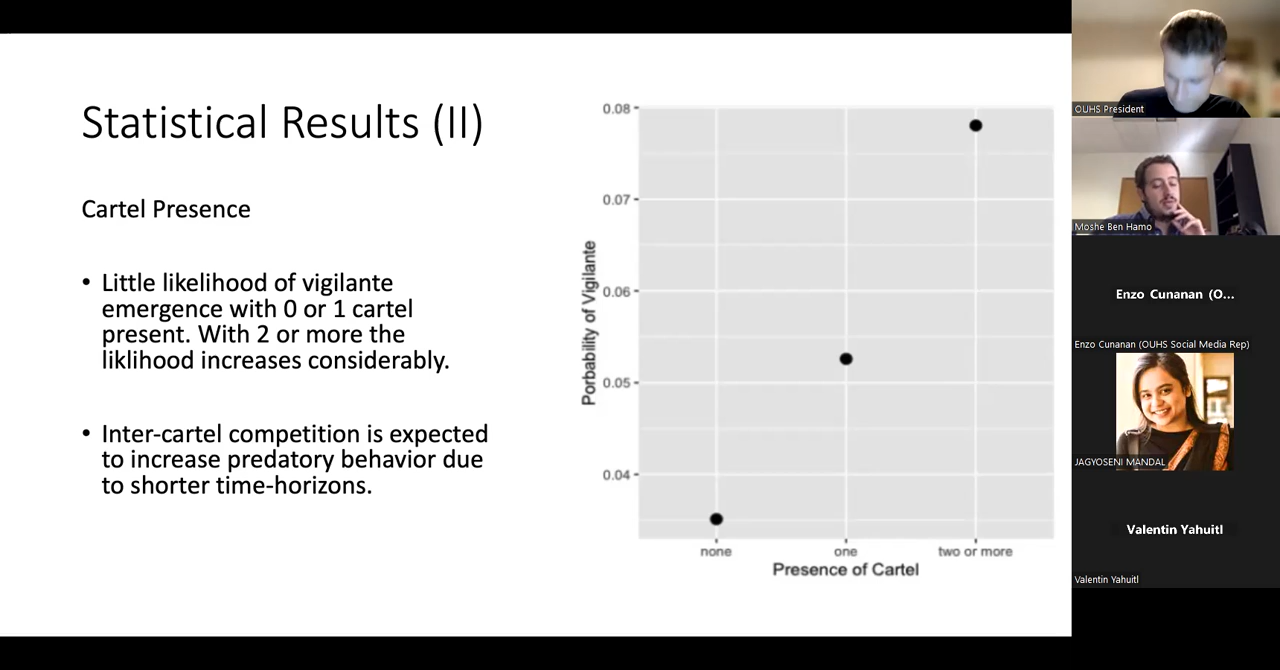 Statistical Results (II)
Cartel Presence
• Little likelihood of vigilante
emergence with 0 or 1 cartel
present. With 2 or more the
liklihood increases considerably.
• Inter-cartel competition is expected
to increase predatory behavior due
to shorter time-horizons.
0.08
0.07
0.06
0.05
0.04
Porbability of Vigilante
none one two or more
Presence of Cartel
OUHS President
Moshe Ben Hamo
Enzo Cunanan (O...
Enzo Cunanan (OUHS Social Media Rep)
JAGYOSENI MANDAL
Valentin Yahuitl
Valentin Yahuitl